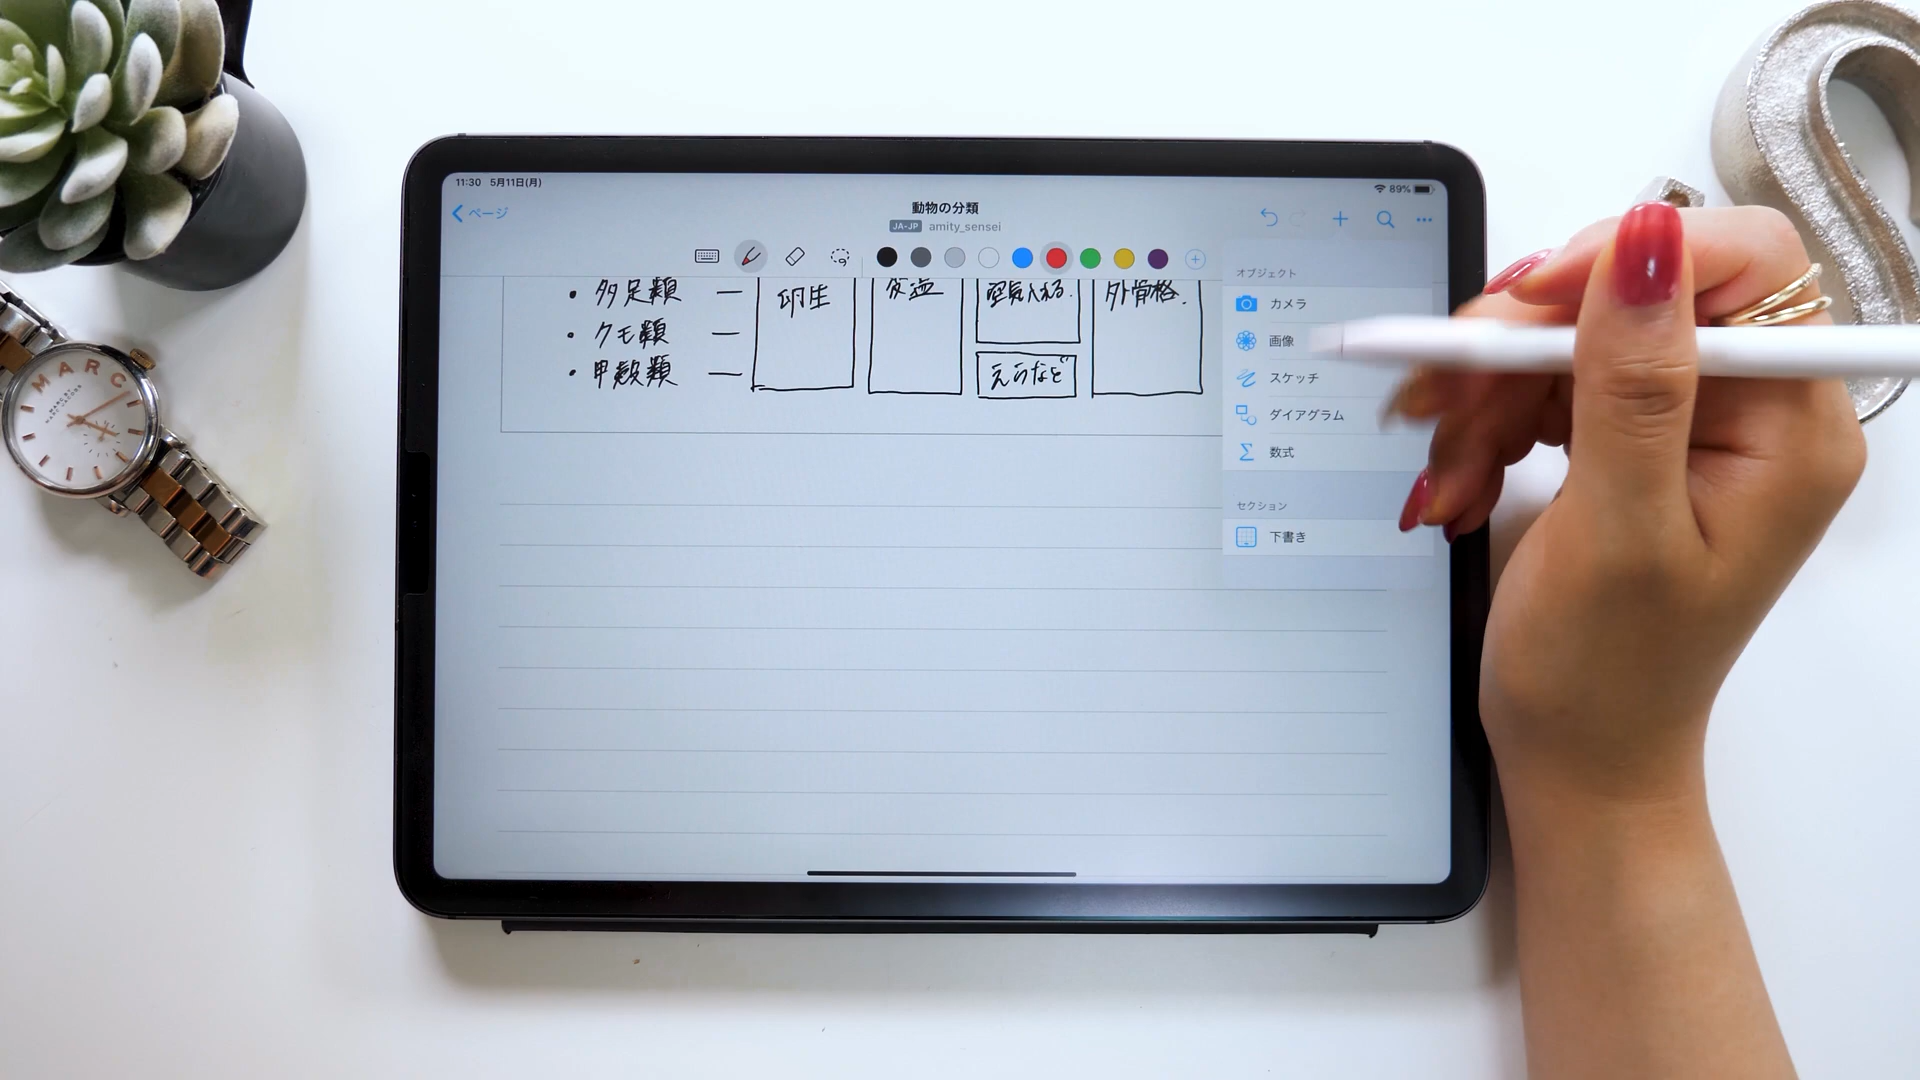 11:30 5月11日(月)
89%
ページ
動物の分類
JA-JP amity_sensei
・多足類 — 卵生 変温 空気入る. 外骨格.
・クモ類 —
・甲殻類 — えらなど
オブジェクト
カメラ
画像
スケッチ
ダイアグラム
数式
セクション
下書き
MARC
MARC BY
MARC JACOBS